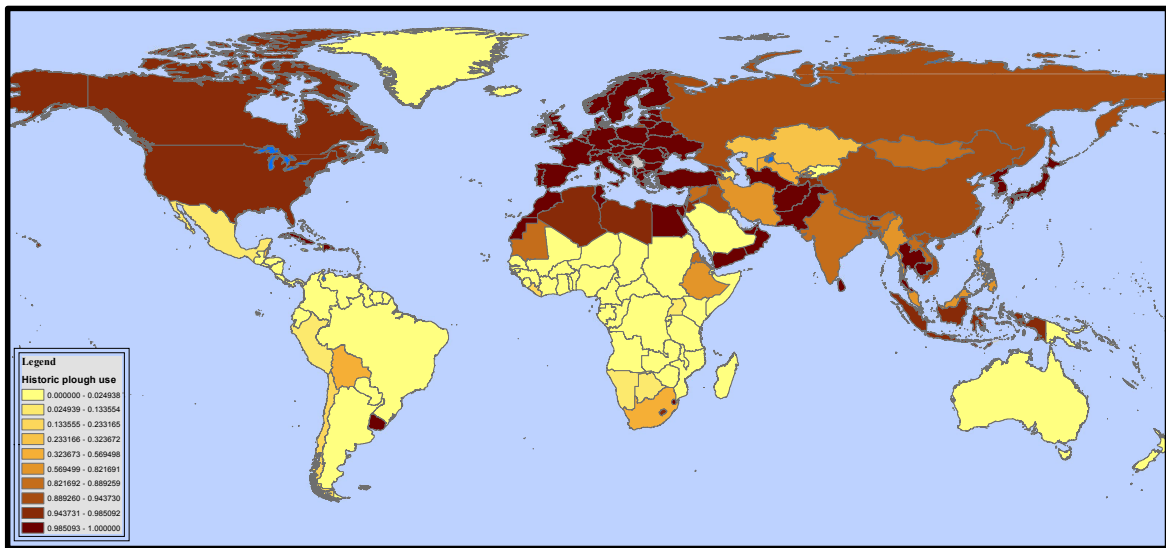 Legend
Historic plough use
0.000000 - 0.024938
0.024939 - 0.133554
0.133555 - 0.233165
0.233166 - 0.323672
0.323673 - 0.569498
0.569499 - 0.821691
0.821692 - 0.889259
0.889260 - 0.943730
0.943731 - 0.985092
0.985093 - 1.000000